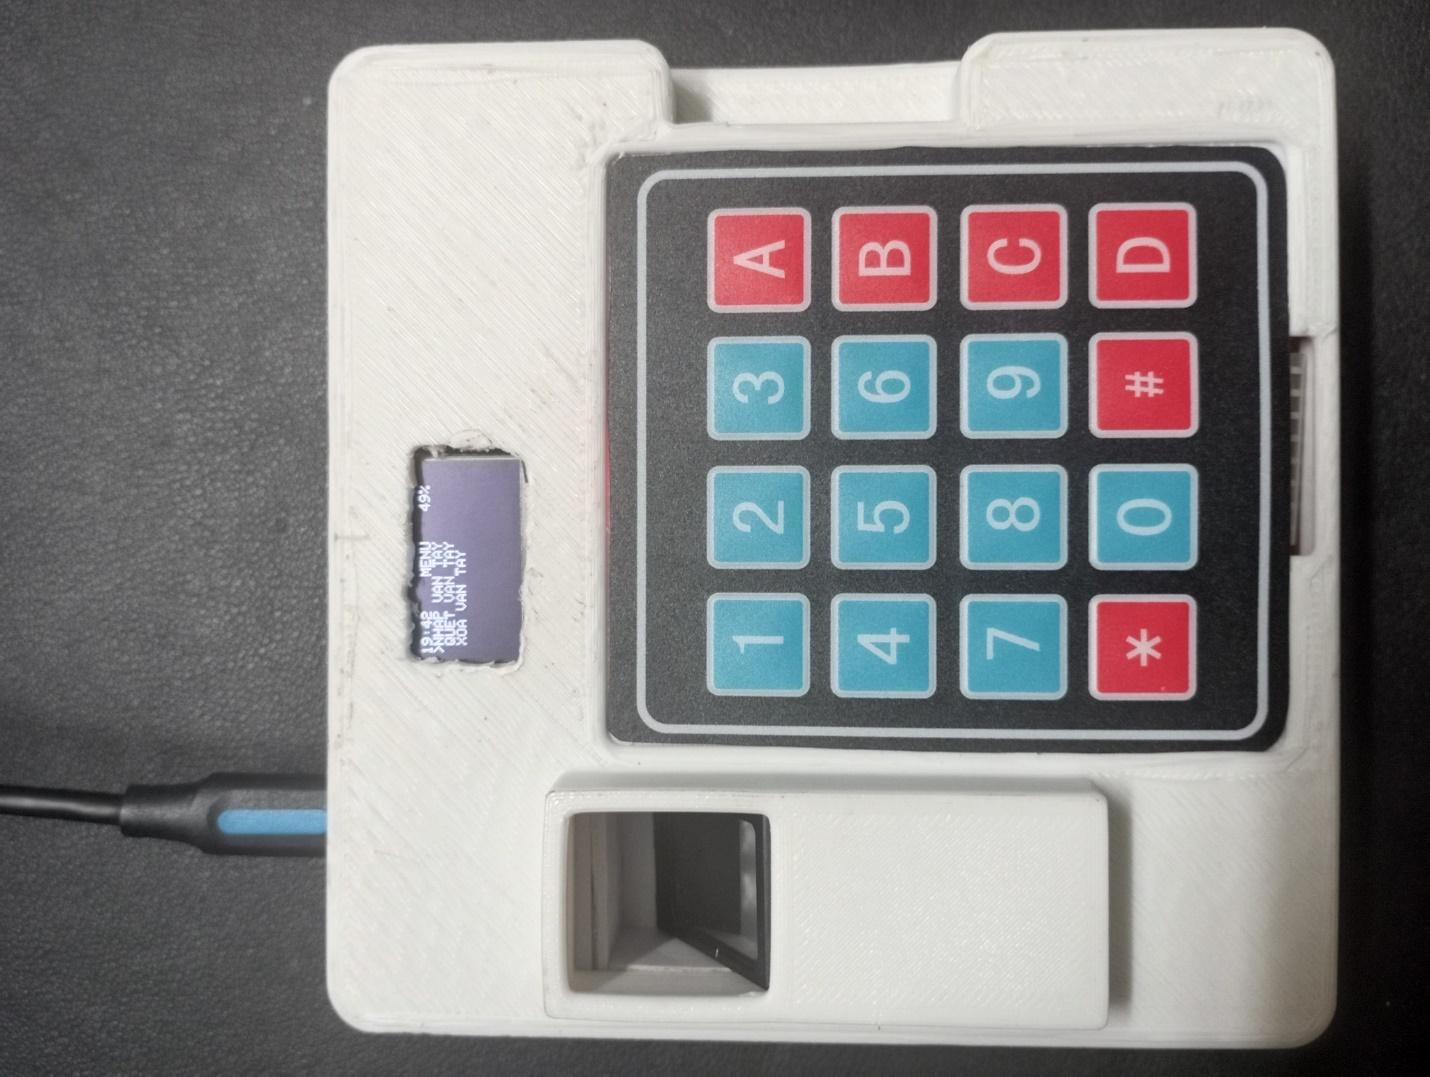 19:42 MENU 49%
>NHAP VAN TAY
QUET VAN TAY
XOA VAN TAY
1 2 3 A
4 5 6 B
7 8 9 C
* 0 # D